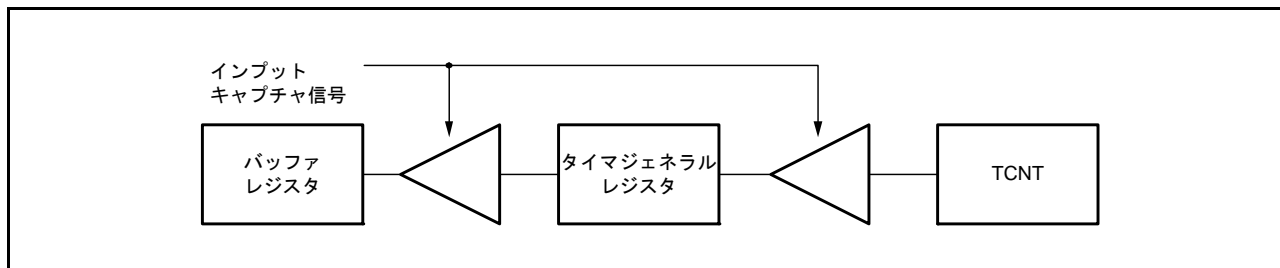 インプット
キャプチャ信号
バッファ
レジスタ
タイマジェネラル
レジスタ
TCNT